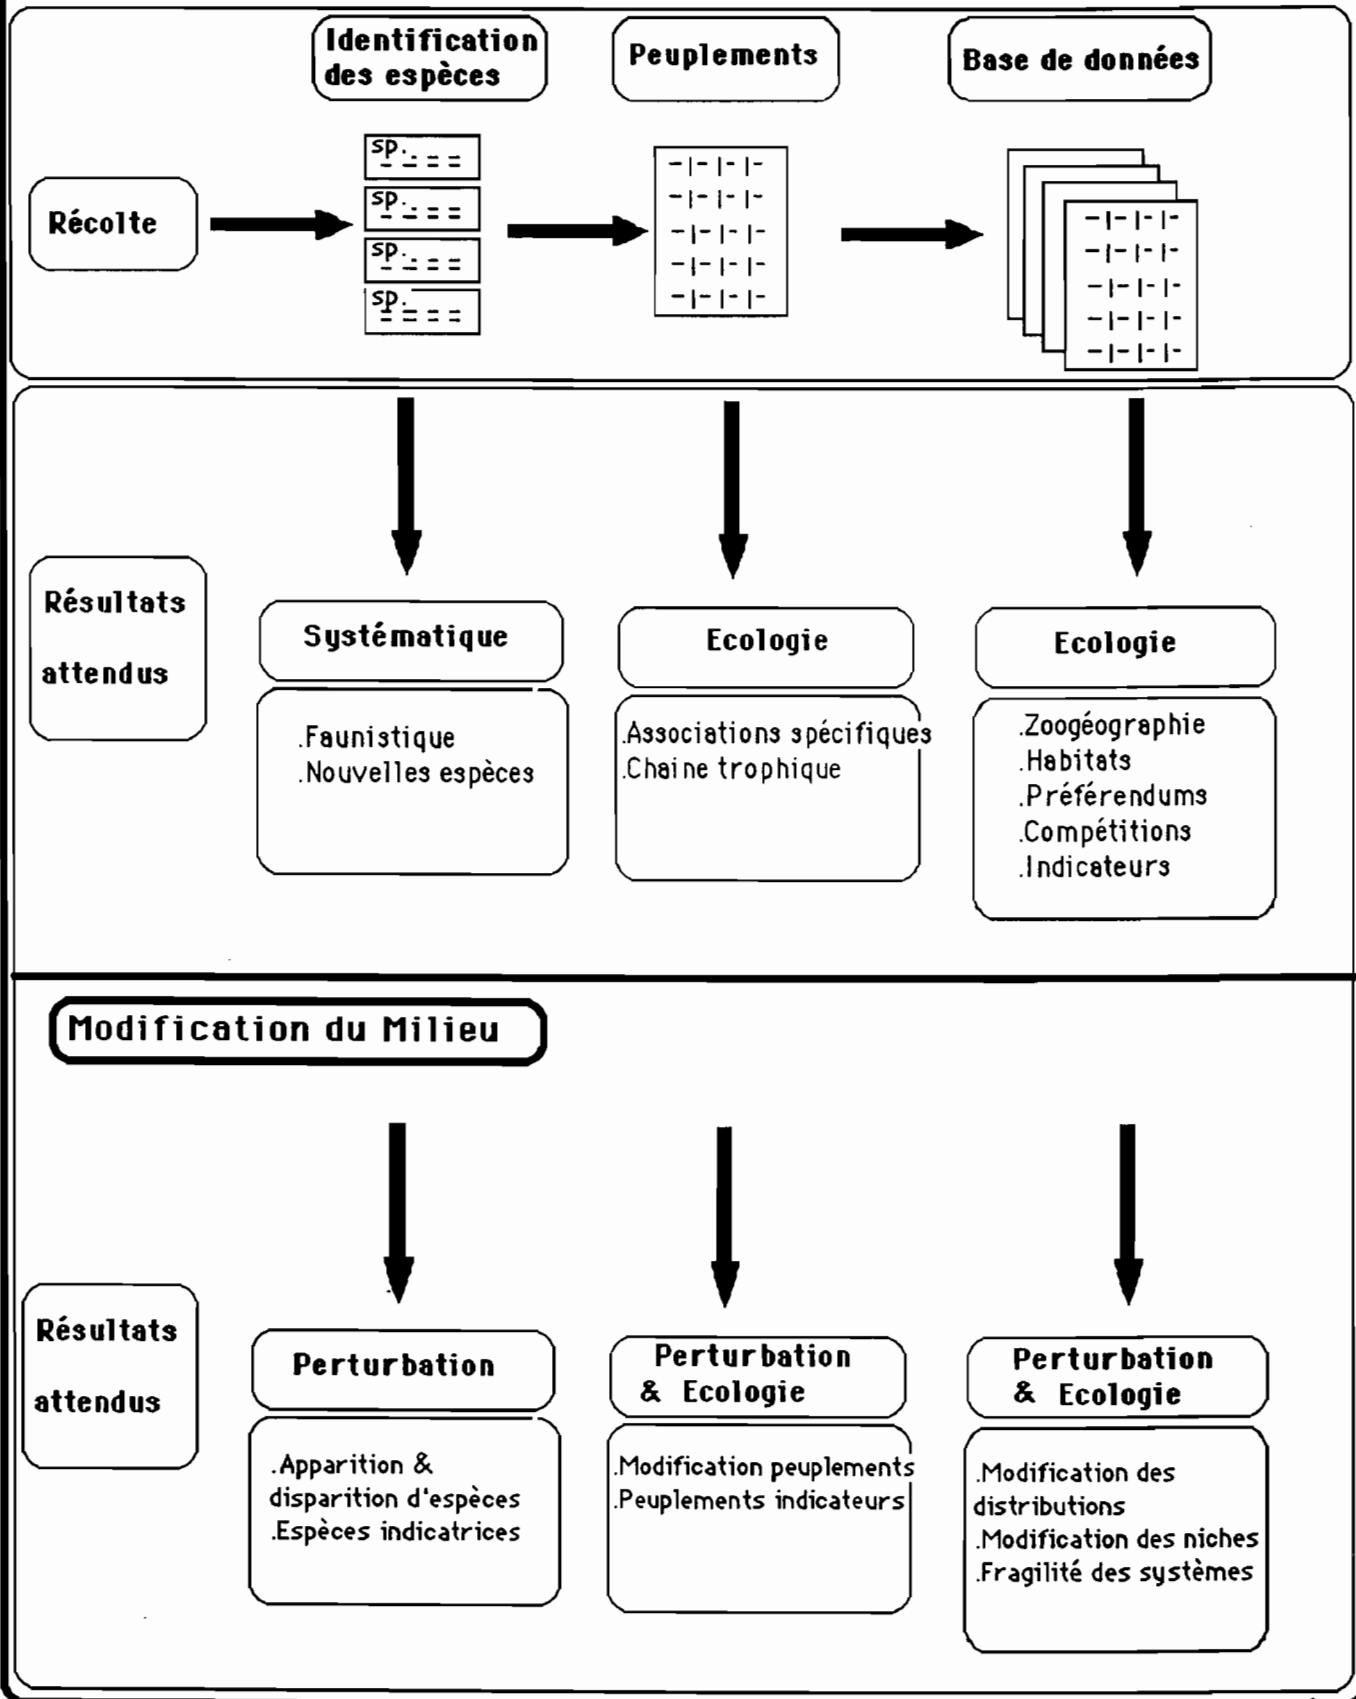 Identification
des espèces
Peuplements
Base de données
Récolte
sp.
sp.
sp.
sp.
Résultats
attendus
Systématique
.Faunistique
.Nouvelles espèces
Ecologie
.Associations spécifiques
.Chaine trophique
Ecologie
.Zoogéographie
.Habitats
.Préférendums
.Compétitions
.Indicateurs
Modification du Milieu
Résultats
attendus
Perturbation
.Apparition &
disparition d'espèces
.Espèces indicatrices
Perturbation
& Ecologie
.Modification peuplements
.Peuplements indicateurs
Perturbation
& Ecologie
.Modification des
distributions
.Modification des niches
.Fragilité des systèmes